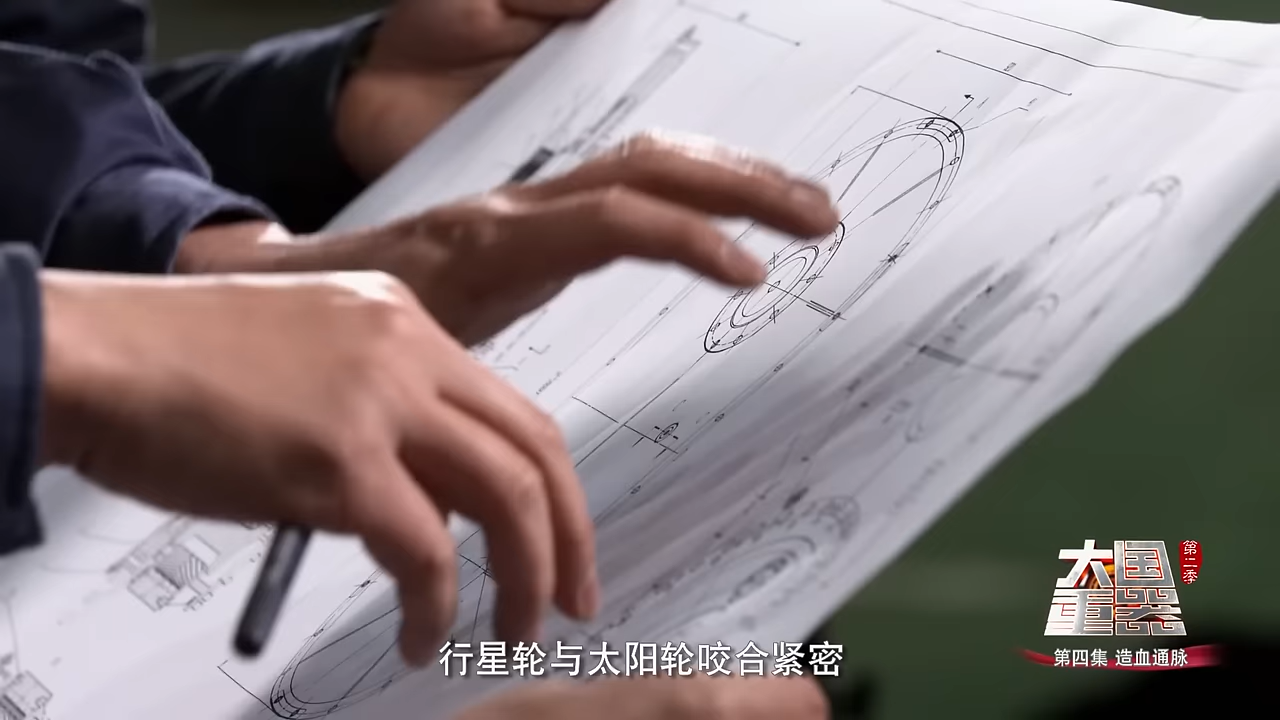 大国
重器
第二季
行星轮与太阳轮咬合紧密
第四集 造血通脉